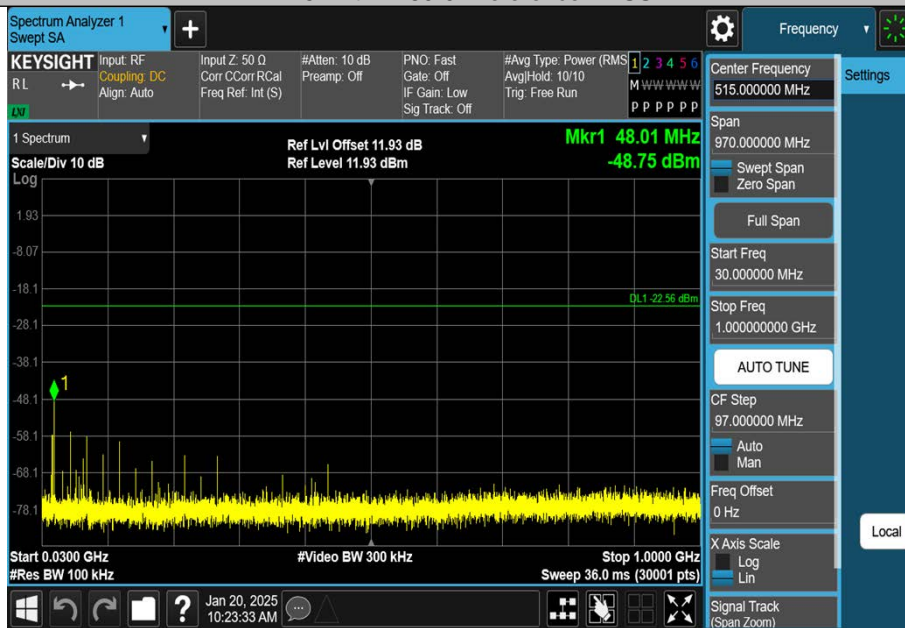 Spectrum Analyzer 1
Swept SA
+
Frequency
KEYSIGHT
RL
LXI
Input: RF
Coupling: DC
Align: Auto
Input Z: 50 Ω
Corr CCorr RCal
Freq Ref: Int (S)
#Atten: 10 dB
Preamp: Off
PNO: Fast
Gate: Off
IF Gain: Low
Sig Track: Off
#Avg Type: Power (RMS
Avg|Hold: 10/10
Trig: Free Run
1 2 3 4 5 6
M W W W W W
P P P P P P
1 Spectrum
Scale/Div 10 dB
Log
Ref Lvl Offset 11.93 dB
Ref Level 11.93 dBm
Mkr1 48.01 MHz
-48.75 dBm
1.93
-8.07
-18.1
DL1 -22.56 dBm
-28.1
-38.1
1
-48.1
-58.1
-68.1
-78.1
Start 0.0300 GHz
#Res BW 100 kHz
#Video BW 300 kHz
Stop 1.0000 GHz
Sweep 36.0 ms (30001 pts)
?
Jan 20, 2025
10:23:33 AM
Center Frequency
515.000000 MHz
Span
970.000000 MHz
Swept Span
Zero Span
Full Span
Start Freq
30.000000 MHz
Stop Freq
1.000000000 GHz
AUTO TUNE
CF Step
97.000000 MHz
Auto
Man
Freq Offset
0 Hz
X Axis Scale
Log
Lin
Signal Track
(Span Zoom)
Settings
Local